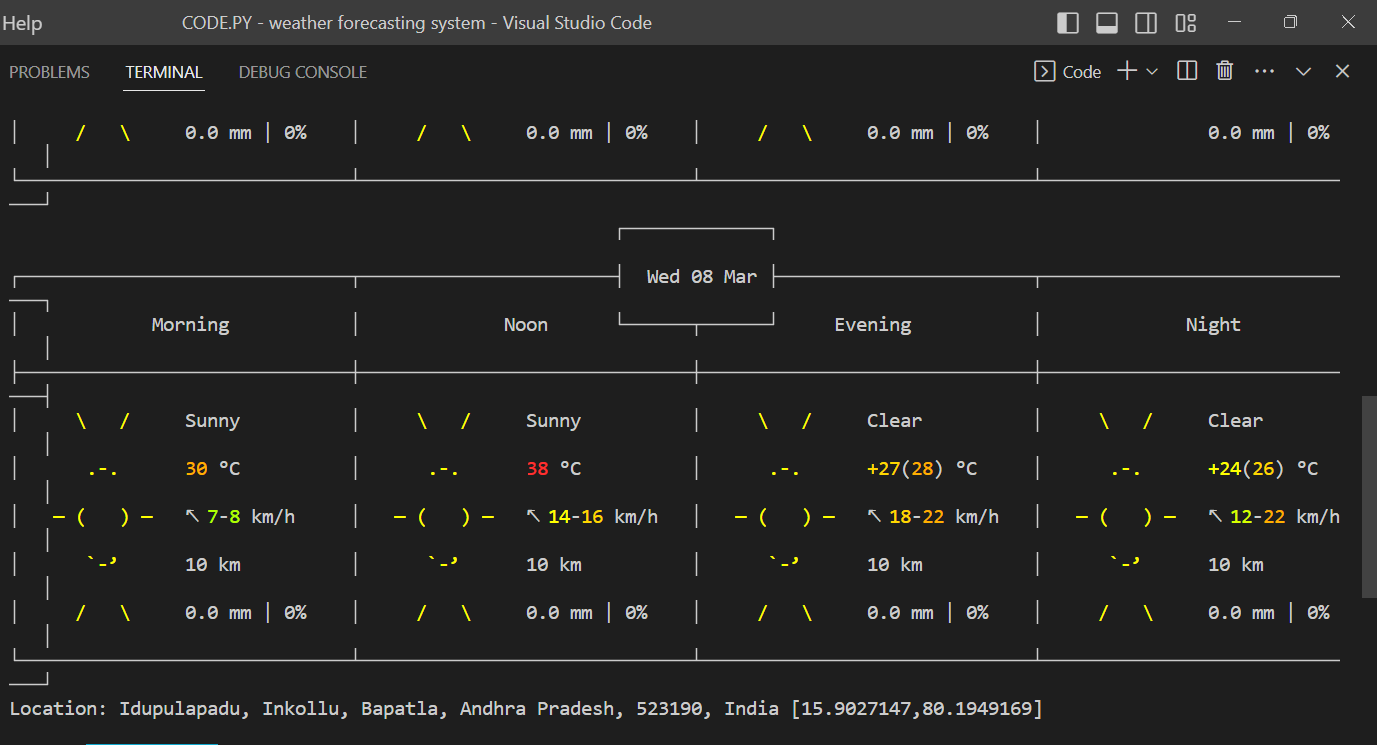 Help CODE.PY - weather forecasting system - Visual Studio Code
PROBLEMS TERMINAL DEBUG CONSOLE Code
0.0 mm | 0% 0.0 mm | 0% 0.0 mm | 0% 0.0 mm | 0%
Wed 08 Mar
Morning Noon Evening Night
Sunny Sunny Clear Clear
30 °C 38 °C +27(28) °C +24(26) °C
↖ 7-8 km/h ↖ 14-16 km/h ↖ 18-22 km/h ↖ 12-22 km/h
10 km 10 km 10 km 10 km
0.0 mm | 0% 0.0 mm | 0% 0.0 mm | 0% 0.0 mm | 0%
Location: Idupulapadu, Inkollu, Bapatla, Andhra Pradesh, 523190, India [15.9027147,80.1949169]